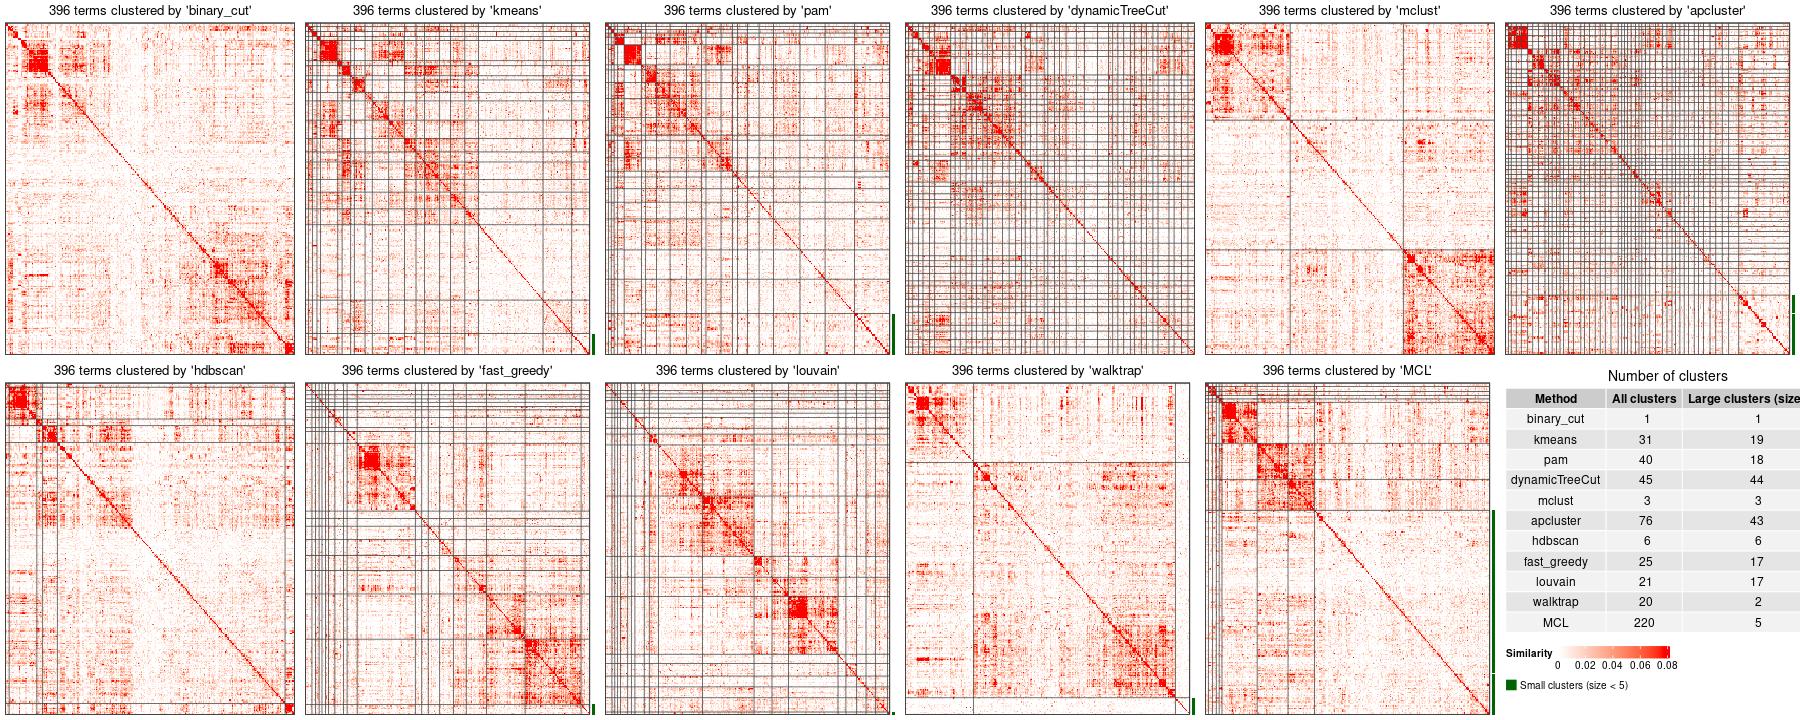 396 terms clustered by 'binary_cut'
396 terms clustered by 'kmeans'
396 terms clustered by 'pam'
396 terms clustered by 'dynamicTreeCut'
396 terms clustered by 'mclust'
396 terms clustered by 'apcluster'
396 terms clustered by 'hdbscan'
396 terms clustered by 'fast_greedy'
396 terms clustered by 'louvain'
396 terms clustered by 'walktrap'
396 terms clustered by 'MCL'
Number of clusters
Method All clusters Large clusters (size
binary_cut 1 1
kmeans 31 19
pam 40 18
dynamicTreeCut 45 44
mclust 3 3
apcluster 76 43
hdbscan 6 6
fast_greedy 25 17
louvain 21 17
walktrap 20 2
MCL 220 5
Similarity
0 0.02 0.04 0.06 0.08
Small clusters (size < 5)